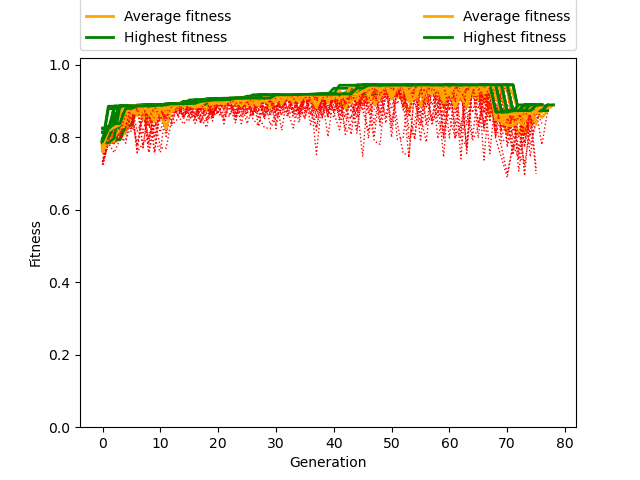 Average fitness Average fitness
Highest fitness Highest fitness
1.0
0.8
0.6
0.4
0.2
0.0
Fitness
0 10 20 30 40 50 60 70 80
Generation